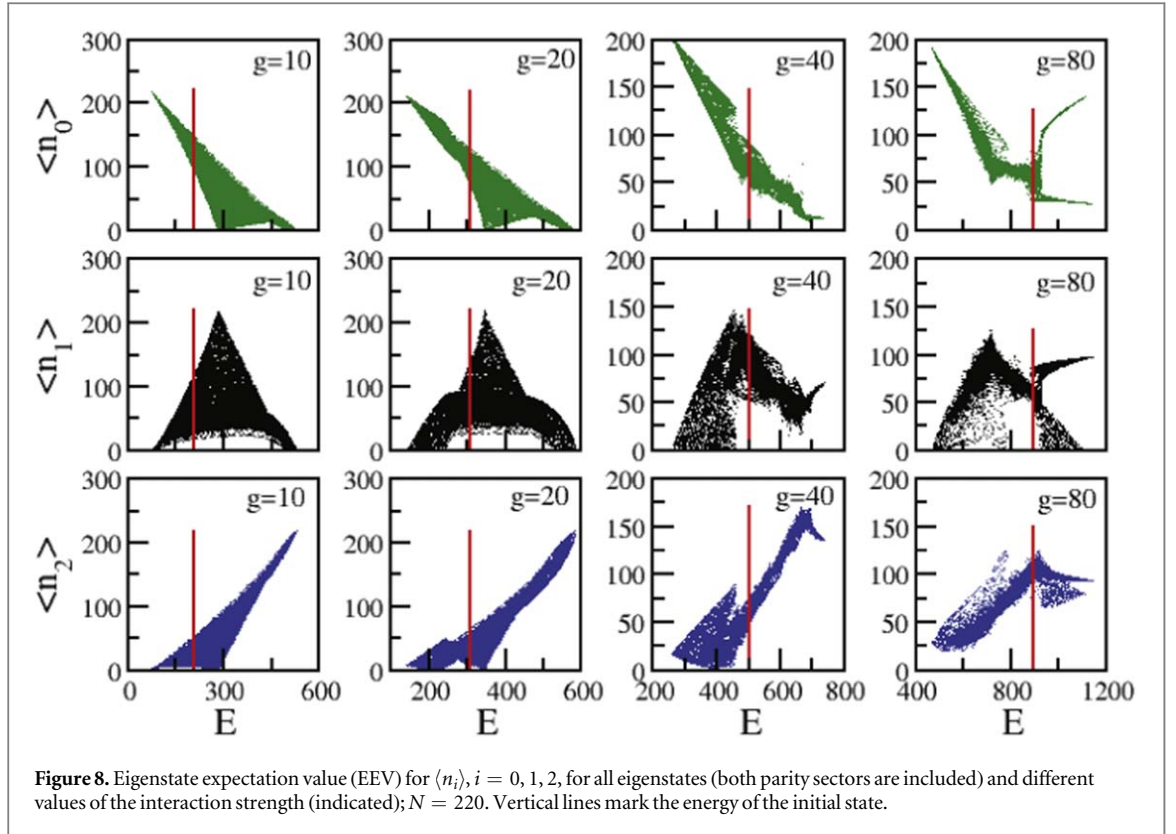 300 g=10 g=20 200 g=40 200 g=80
<n0>
200 200 150 150
100 100 100 100
50 50
0 0 0 0
300 g=10 300 g=20 200 g=40 200 g=80
<n1>
200 200 150 150
100 100 100 100
50 50
0 0 0 0
300 g=10 300 g=20 200 g=40 200 g=80
<n2>
200 200 150 150
100 100 100 100
50 50
0 0 0 0
0 300 600 200 400 600 200 400 600 800 400 800 1200
E E E E
Figure 8. Eigenstate expectation value (EEV) for ⟨nᵢ⟩, i = 0, 1, 2, for all eigenstates (both parity sectors are included) and different
values of the interaction strength (indicated); N = 220. Vertical lines mark the energy of the initial state.